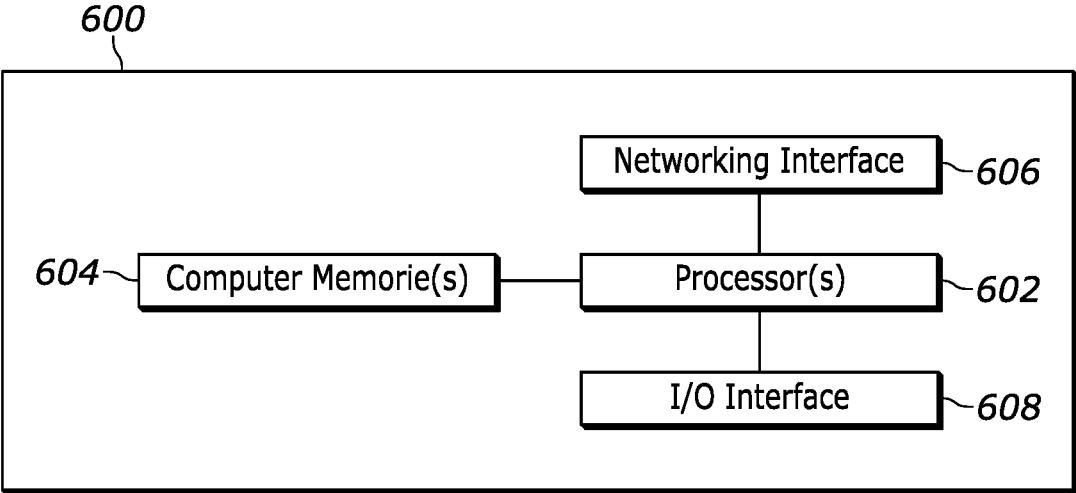 600
Networking Interface
606
604
Computer Memorie(s)
Processor(s)
602
I/O Interface
608